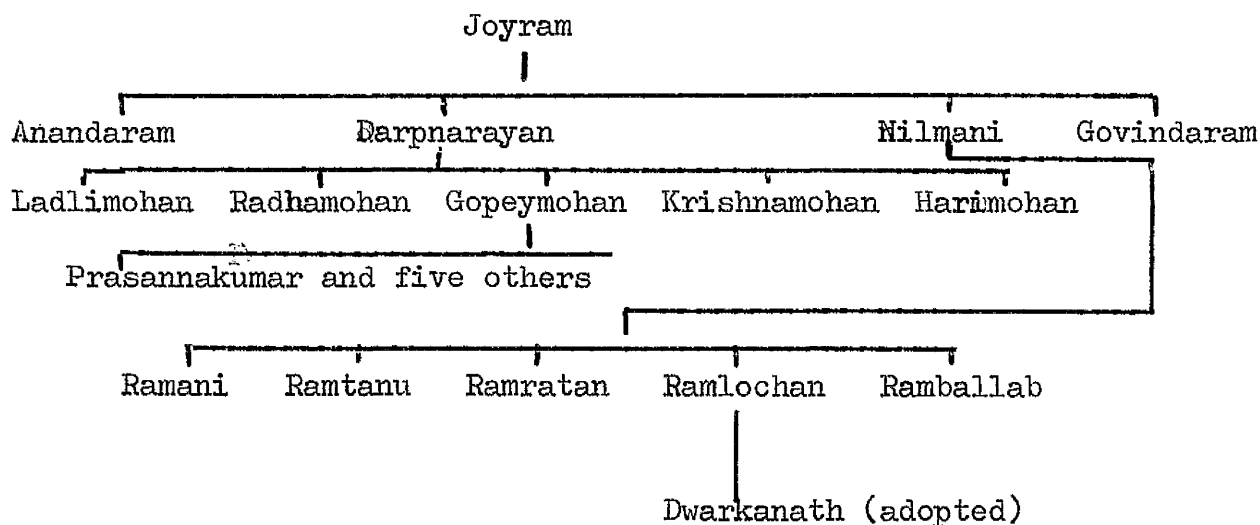 Joyram
Anandaram Darpnarayan Nilmani Govindaram
Ladlimohan Radhamohan Gopeymohan Krishnamohan Harimohan
Prasannakumar and five others
Ramani Ramtanu Ramratan Ramlochan Ramballab
Dwarkanath (adopted)